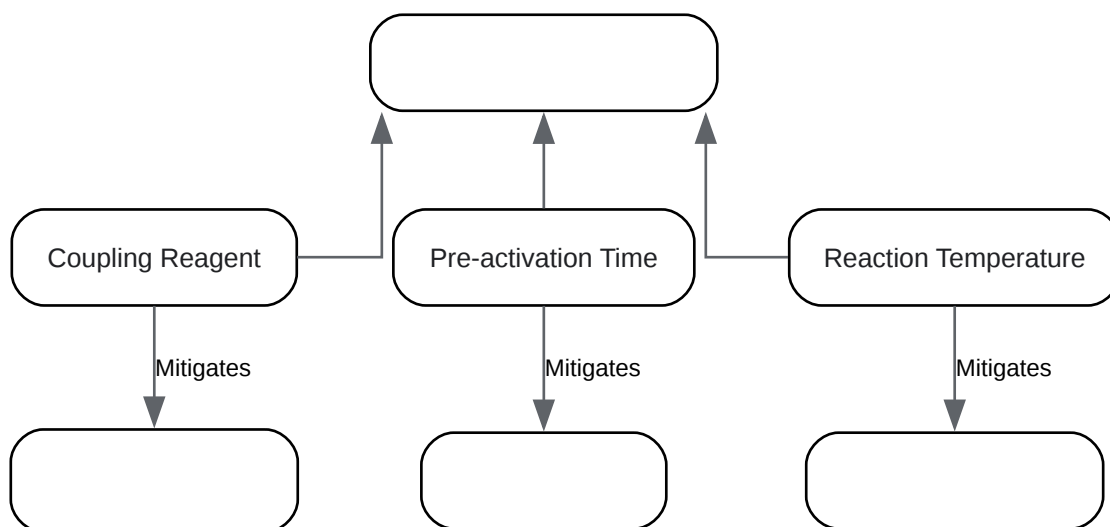 Coupling Reagent
Pre-activation Time
Reaction Temperature
Mitigates
Mitigates
Mitigates